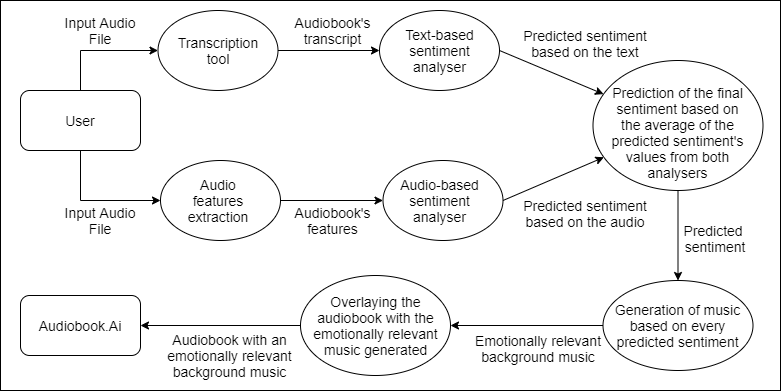 Input Audio
File
Transcription
tool
Audiobook's
transcript
Text-based
sentiment
analyser
Predicted sentiment
based on the text
User
Prediction of the final
sentiment based on
the average of the
predicted sentiment's
values from both
analysers
Input Audio
File
Audio
features
extraction
Audiobook's
features
Audio-based
sentiment
analyser
Predicted sentiment
based on the audio
Predicted
sentiment
Generation of music
based on every
predicted sentiment
Emotionally relevant
background music
Overlaying the
audiobook with the
emotionally relevant
music generated
Audiobook with an
emotionally relevant
background music
Audiobook.Ai